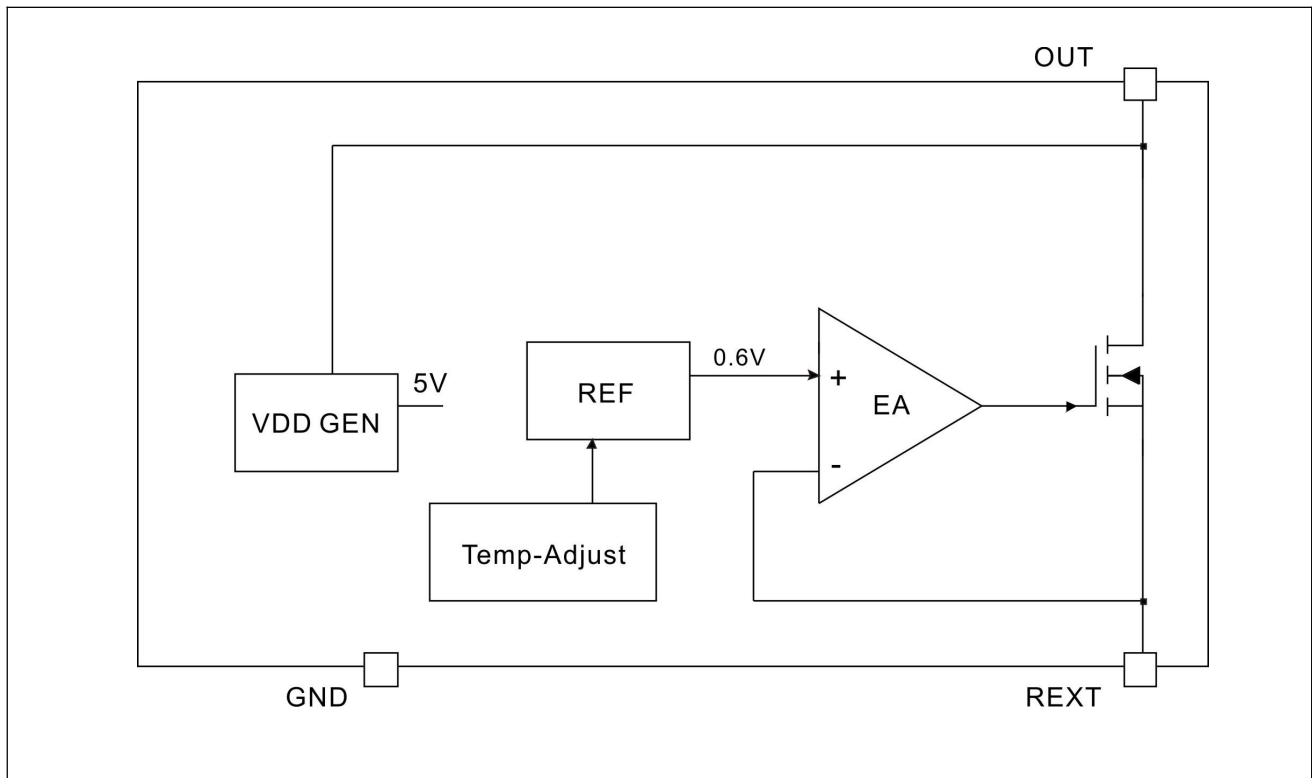 OUT
5V
VDD GEN
REF
0.6V
+
EA
-
Temp-Adjust
GND
REXT